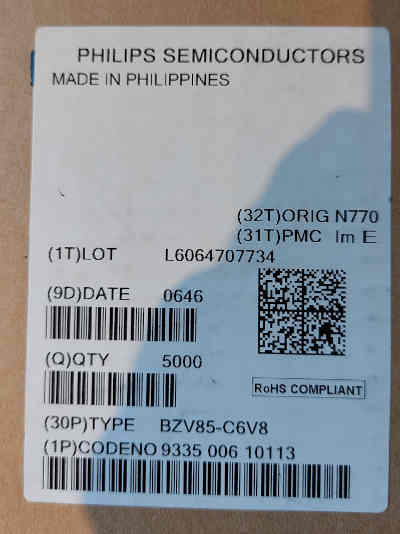 PHILIPS SEMICONDUCTORS
MADE IN PHILIPPINES
(32T)ORIG N770
(31T)PMC Im E
(1T)LOT L6064707734
(9D)DATE 0646
(Q)QTY 5000
RoHS COMPLIANT
(30P)TYPE BZV85-C6V8
(1P)CODENO 9335 006 10113